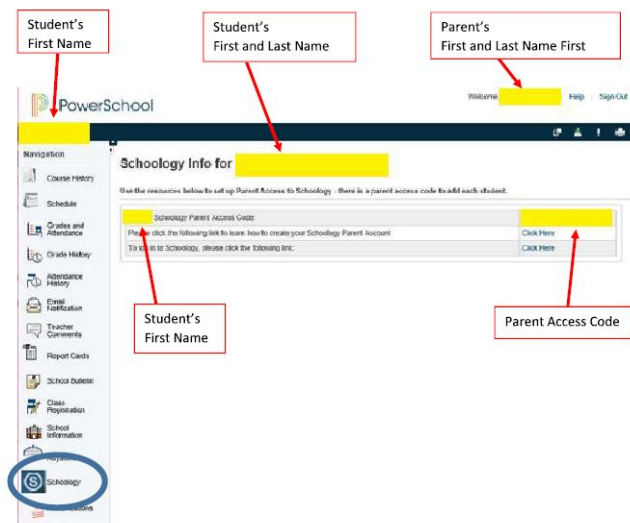 Student's
First Name
Student's
First and Last Name
Parent's
First and Last Name First
PowerSchool
Welcome
Help
Sign Out
Navigation
Course History
Schedule
Grades and
Attendance
Grade History
Attendance
History
Email
Notification
Teacher
Comments
Report Cards
School Bulletin
Class
Registration
School
Information
Schoology
Schoology Info for
Use the resources below to set up Parent Access to Schoology - there is a parent access code to add each student.
Schoology Parent Access Code
Please click the following link to learn how to create your Schoology Parent Account
Click Here
To log in to Schoology, please click the following link:
Click Here
Student's
First Name
Parent Access Code